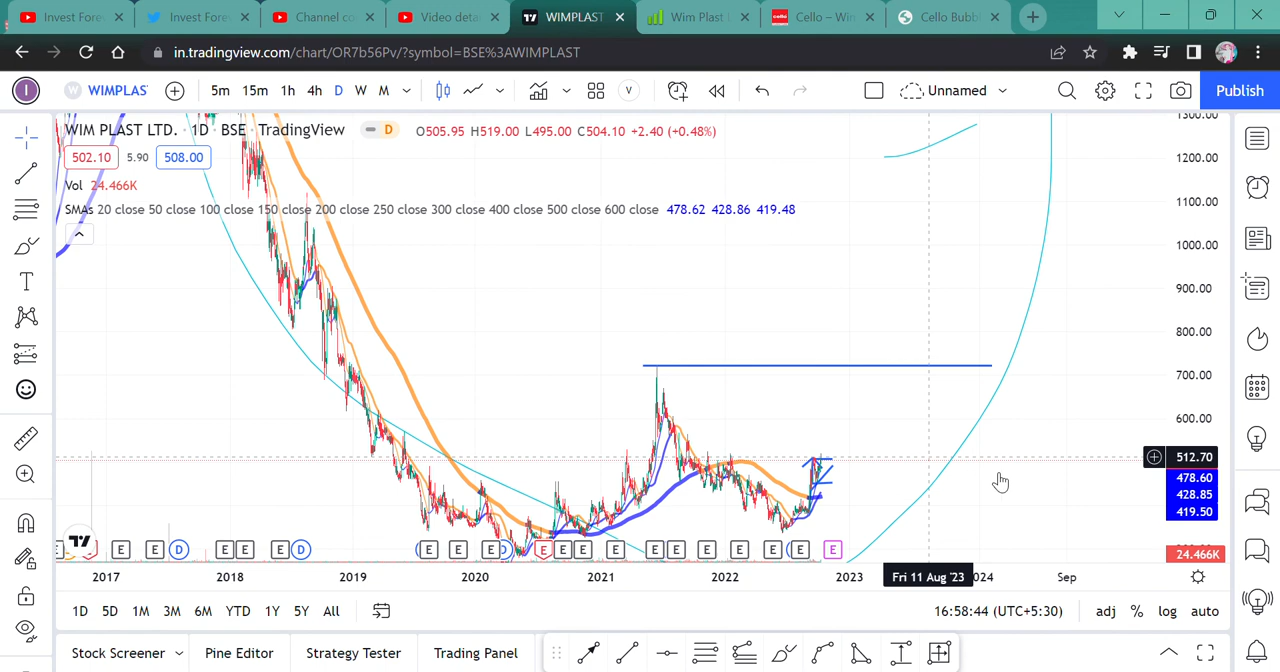 Invest Fore
Invest Fore
Channel co
Video deta
WIMPLAST
Wim Plast L
Cello – Win
Cello Bubb
in.tradingview.com/chart/OR7b56Pv/?symbol=BSE%3AWIMPLAST
I
W
WIMPLAS
5m 15m 1h 4h D W M
V
Unnamed
Publish
WIM PLAST LTD. · 1D · BSE · TradingView
D
O505.95 H519.00 L495.00 C504.10 +2.40 (+0.48%)
502.10 5.90 508.00
Vol 24.466K
SMAs 20 close 50 close 100 close 150 close 200 close 250 close 300 close 400 close 500 close 600 close 478.62 428.86 419.48
1300.00
1200.00
1100.00
1000.00
900.00
800.00
700.00
600.00
512.70
478.60
428.85
419.50
24.466K
E E E D E E E D E E E D E E E E E E E E E E E E
2017 2018 2019 2020 2021 2022 2023 Fri 11 Aug '23 2024 Sep
1D 5D 1M 3M 6M YTD 1Y 5Y All
16:58:44 (UTC+5:30) adj % log auto
Stock Screener Pine Editor Strategy Tester Trading Panel